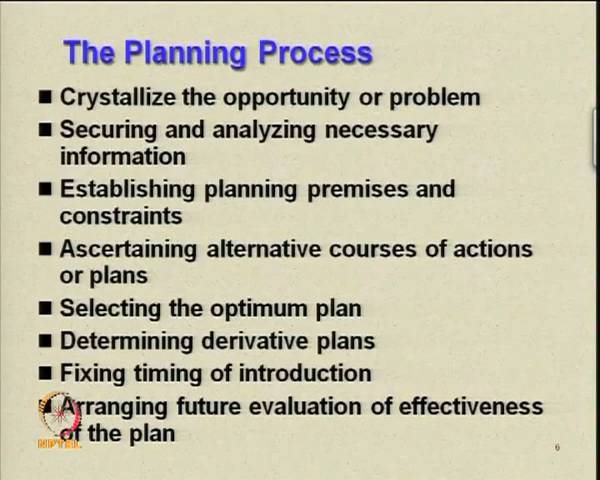 The Planning Process
Crystallize the opportunity or problem
Securing and analyzing necessary
information
Establishing planning premises and
constraints
Ascertaining alternative courses of actions
or plans
Selecting the optimum plan
Determining derivative plans
Fixing timing of introduction
Arranging future evaluation of effectiveness
of the plan
NPTEL
6